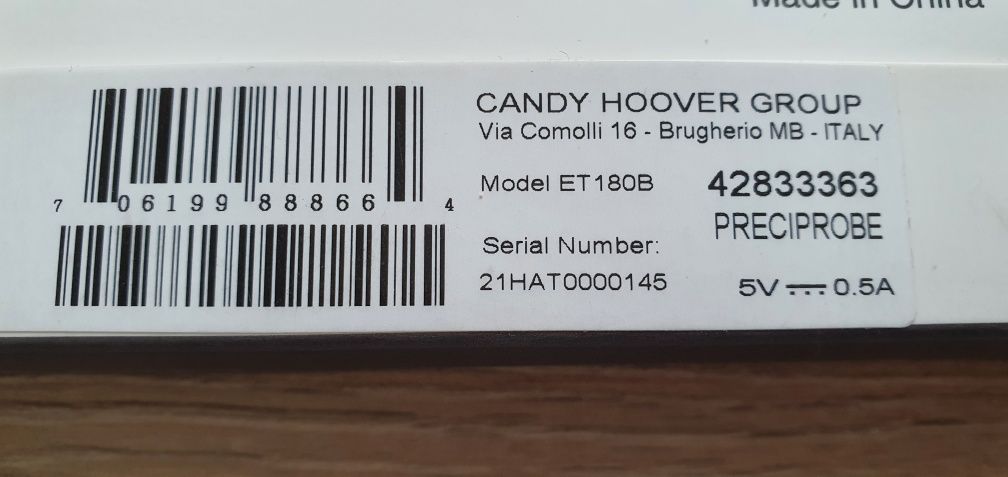 Made in China
CANDY HOOVER GROUP
Via Comolli 16 - Brugherio MB - ITALY
Model ET180B
42833363
PRECIPROBE
7 06199 88866 4
Serial Number:
21HAT0000145
5V ⎓ 0.5A